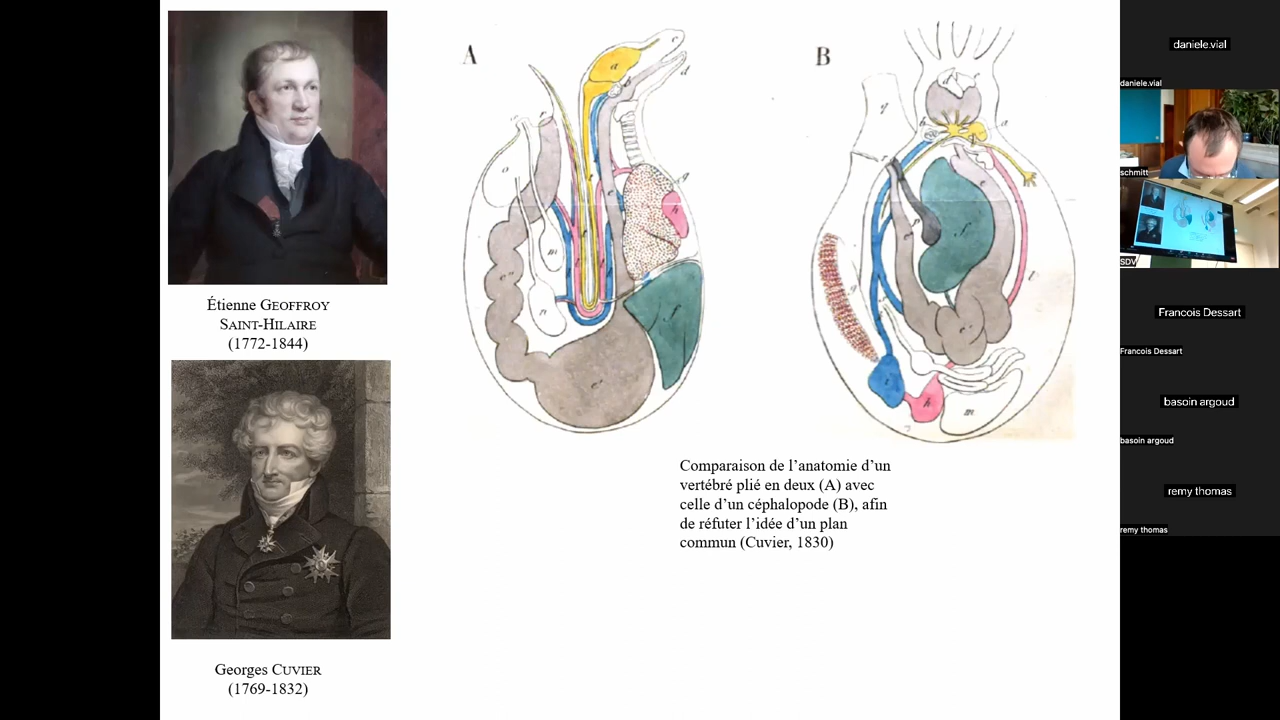 A
B
Étienne GEOFFROY
SAINT-HILAIRE
(1772-1844)
Georges CUVIER
(1769-1832)
Comparaison de l’anatomie d’un
vertébré plié en deux (A) avec
celle d’un céphalopode (B), afin
de réfuter l’idée d’un plan
commun (Cuvier, 1830)
daniele.vial
daniele.vial
schmitt
SDV
Francois Dessart
Francois Dessart
basoin argoud
basoin argoud
remy thomas
remy thomas